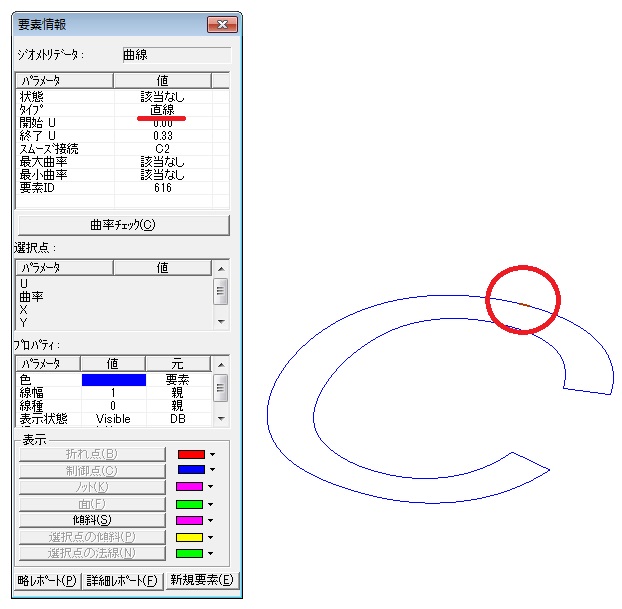 要素情報
ジオメトリデータ: 曲線
パラメータ 値
状態 該当なし
タイプ 直線
開始 U 0.00
終了 U 0.33
スムーズ接続 C2
最大曲率 該当なし
最小曲率 該当なし
要素ID 616
曲率チェック(C)
選択点:
パラメータ 値
U
曲率
X
Y
プロパティ:
パラメータ 値 元
色 要素
線幅 1 親
線種 0 親
表示状態 Visible DB
表示
折れ点(B)
制御点(C)
ノット(K)
面(F)
傾斜(S)
選択点の傾斜(P)
選択点の法線(N)
略レポート(P) 詳細レポート(F) 新規要素(E)